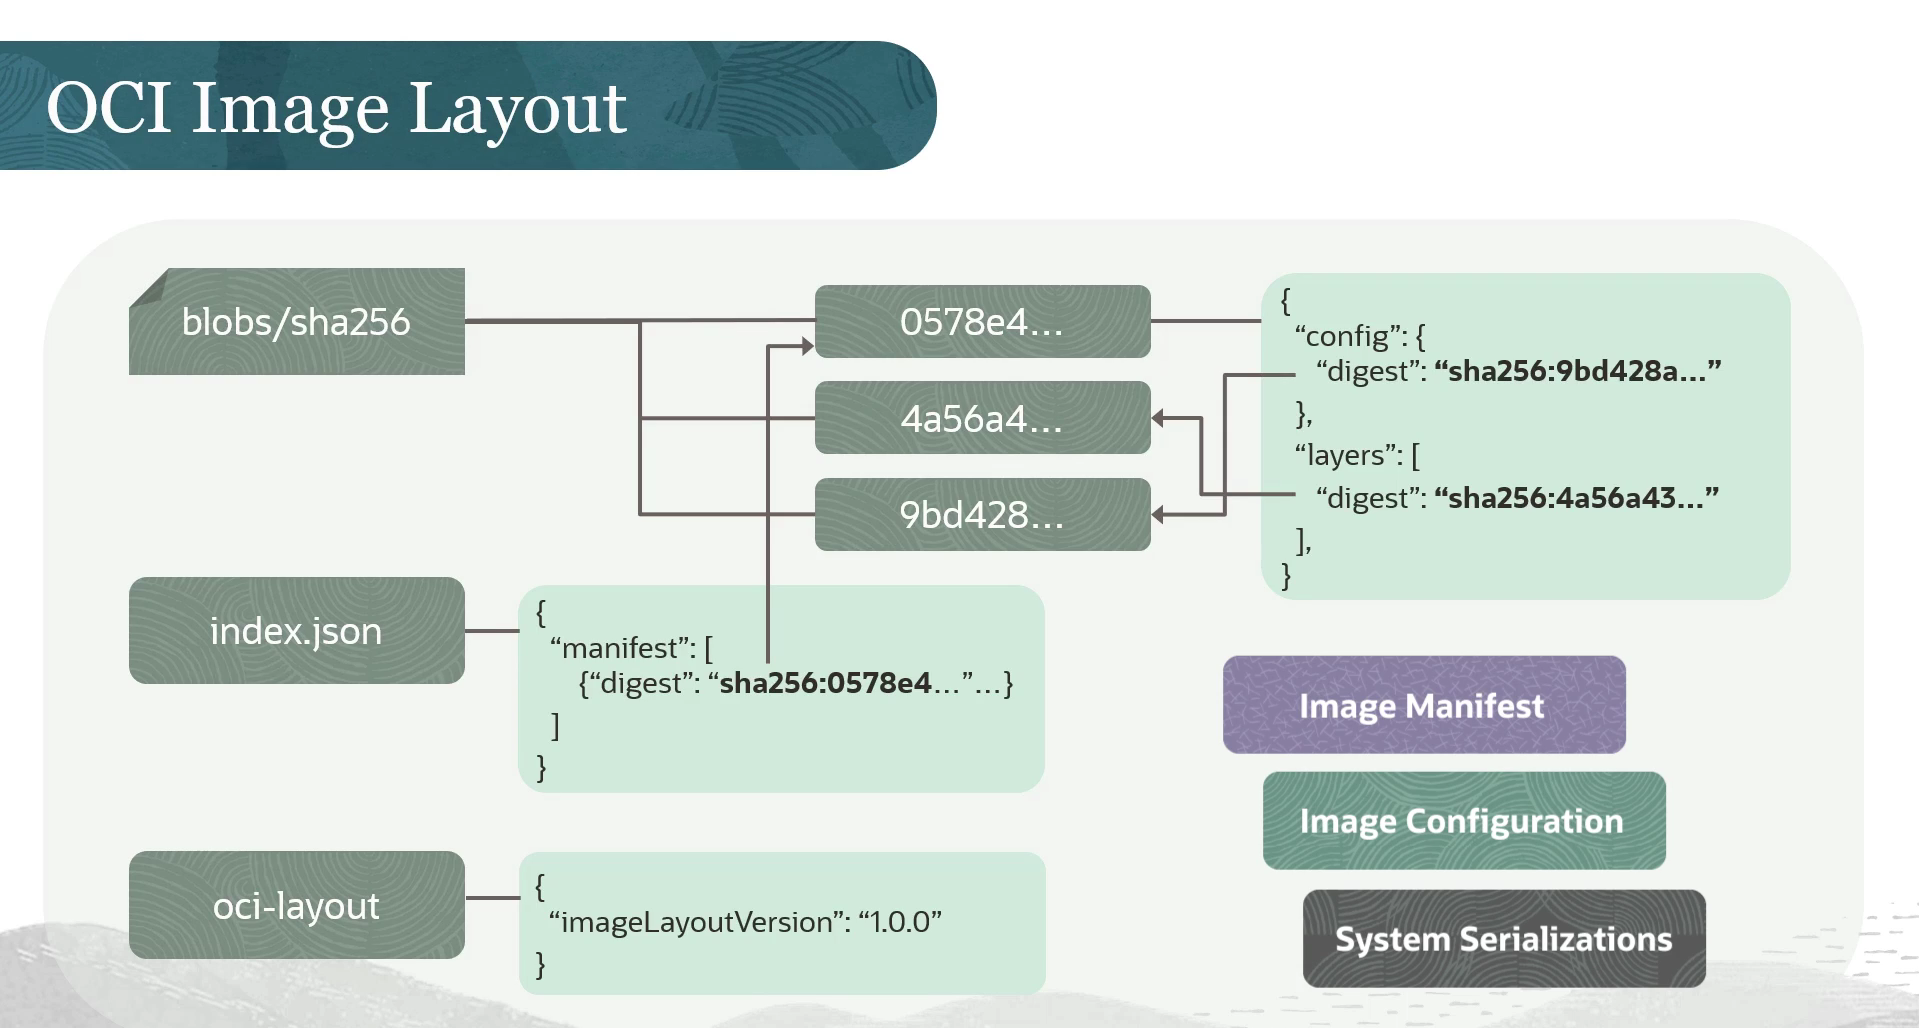 OCI Image Layout
blobs/sha256
0578e4...
4a56a4...
9bd428...
{
“config”: {
“digest”: “sha256:9bd428a...”
},
“layers”: [
“digest”: “sha256:4a56a43...”
],
}
index.json
{
“manifest”: [
{“digest”: “sha256:0578e4...”...}
]
}
oci-layout
{
“imageLayoutVersion”: “1.0.0”
}
Image Manifest
Image Configuration
System Serializations